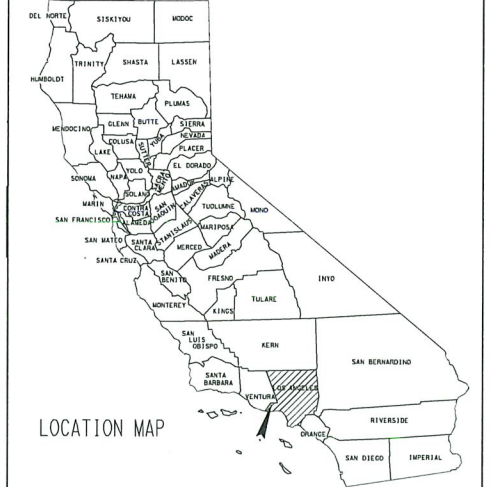 DEL NORTE
SISKIYOU
MODOC
TRINITY
SHASTA
LASSEN
HUMBOLDT
TEHAMA
PLUMAS
MENDOCINO
GLENN
BUTTE
SIERRA
COLUSA
SUTTER
YUBA
NEVADA
PLACER
LAKE
YOLO
EL DORADO
SONOMA
NAPA
SACRAMENTO
AMADOR
ALPINE
SOLANO
CALAVERAS
MARIN
CONTRA
COSTA
SAN
JOAQUIN
TUOLUMNE
MONO
SAN FRANCISCO
ALAMEDA
STANISLAUS
MARIPOSA
SAN MATEO
SANTA
CLARA
MERCED
MADERA
SANTA CRUZ
SAN
BENITO
FRESNO
INYO
MONTEREY
KINGS
TULARE
SAN
LUIS
OBISPO
KERN
SAN BERNARDINO
SANTA
BARBARA
VENTURA
LOS ANGELES
LOCATION MAP
ORANGE
RIVERSIDE
SAN DIEGO
IMPERIAL